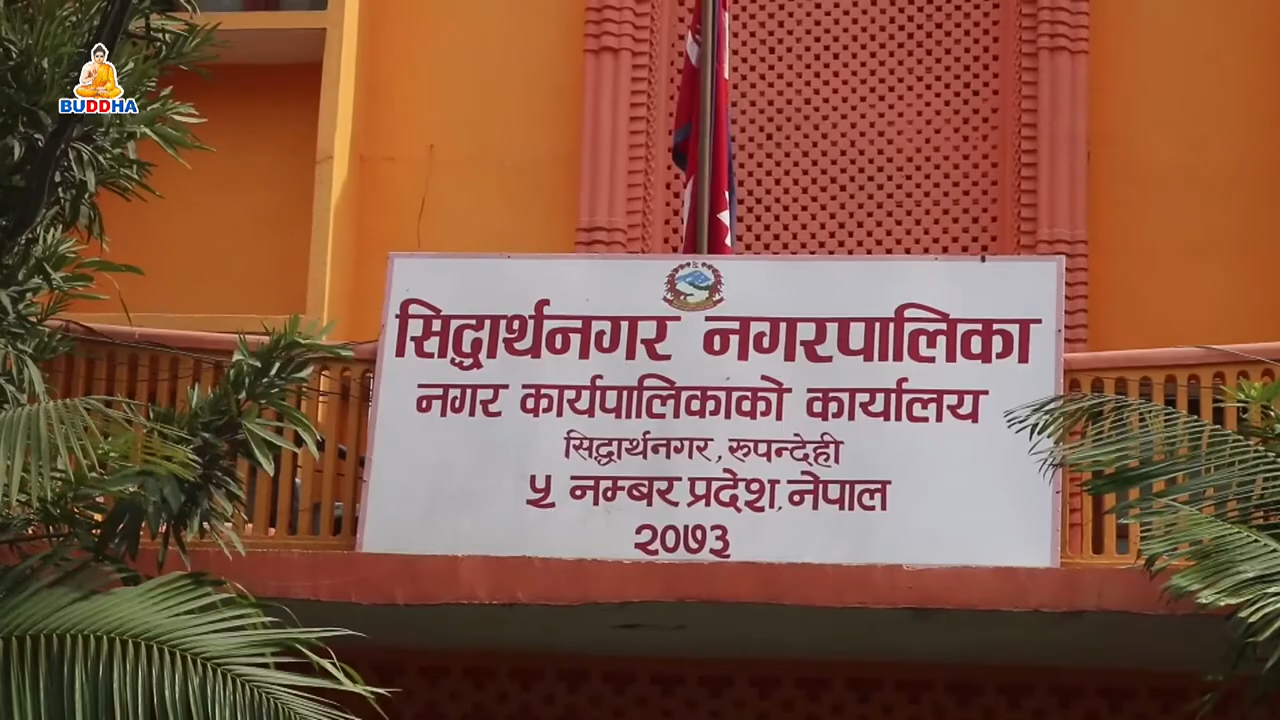 BUDDHA
सिद्धार्थनगर नगरपालिका
नगर कार्यपालिकाको कार्यालय
सिद्धार्थनगर, रुपन्देही
५ नम्बर प्रदेश, नेपाल
२०७३